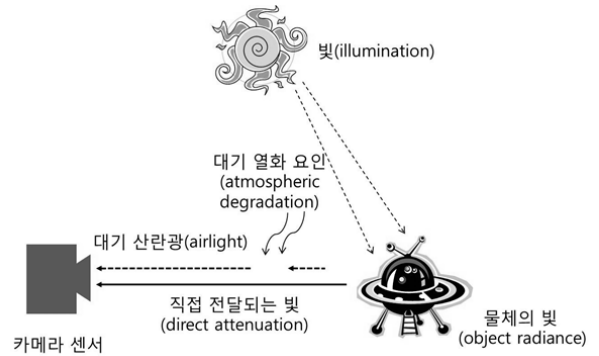 빛(illumination)
대기 열화 요인
(atmospheric
degradation)
대기 산란광(airlight)
직접 전달되는 빛
(direct attenuation)
카메라 센서
물체의 빛
(object radiance)